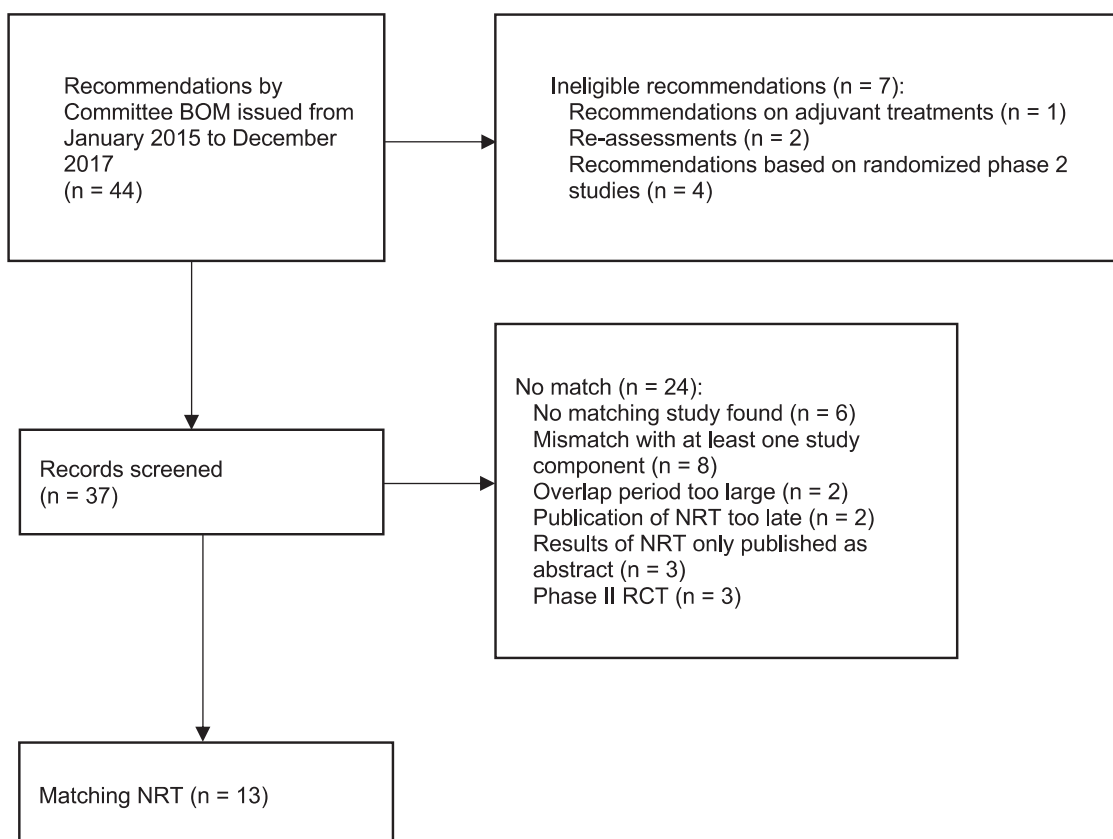 Recommendations by
Committee BOM issued from
January 2015 to December
2017
(n = 44)
Ineligible recommendations (n = 7):
Recommendations on adjuvant treatments (n = 1)
Re-assessments (n = 2)
Recommendations based on randomized phase 2
studies (n = 4)
No match (n = 24):
No matching study found (n = 6)
Mismatch with at least one study
component (n = 8)
Overlap period too large (n = 2)
Publication of NRT too late (n = 2)
Results of NRT only published as
abstract (n = 3)
Phase II RCT (n = 3)
Records screened
(n = 37)
Matching NRT (n = 13)